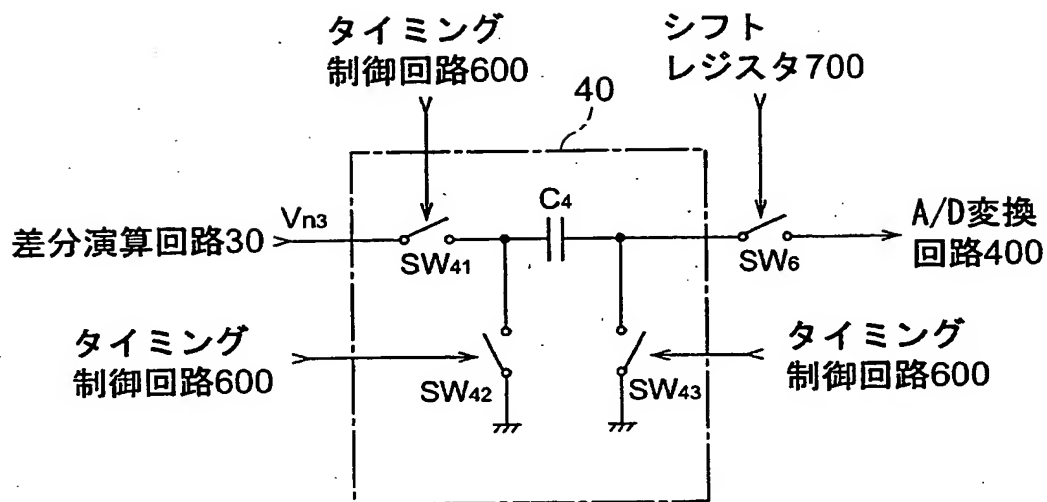 タイミング
制御回路600
シフト
レジスタ700
40
Vn3
C4
差分演算回路30
SW41
SW6
A/D変換
回路400
タイミング
制御回路600
SW42
SW43
タイミング
制御回路600